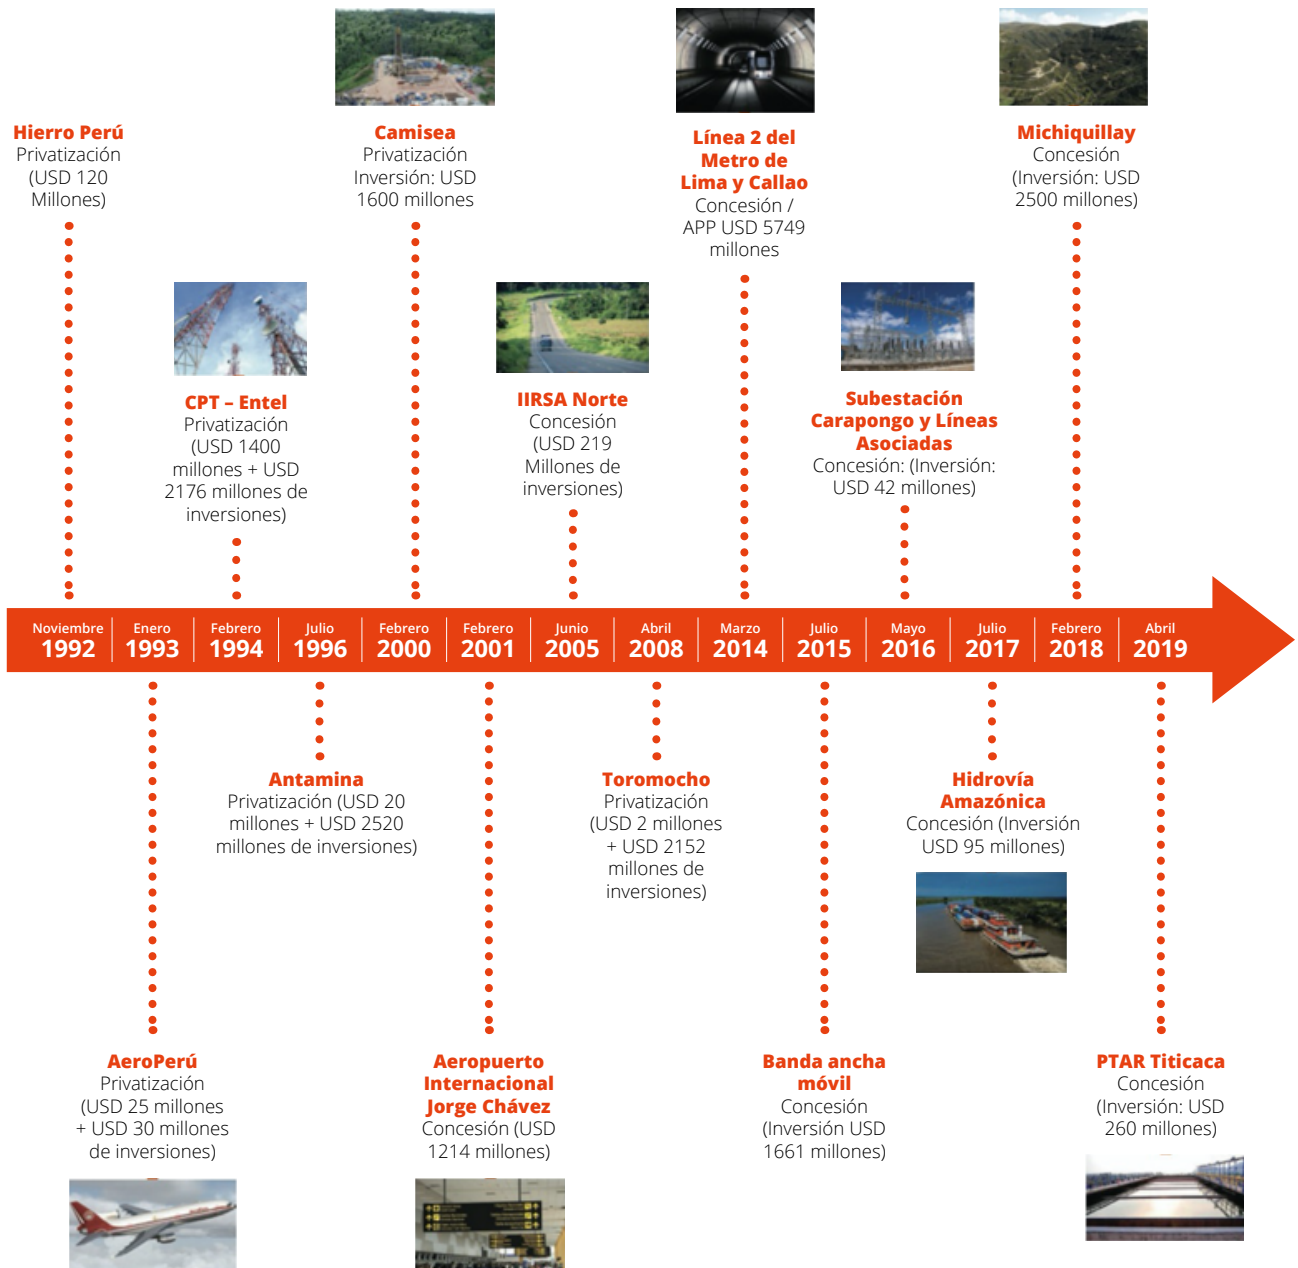 Hierro Perú
Privatización
(USD 120
Millones)
Camisea
Privatización
Inversión: USD
1600 millones
Línea 2 del
Metro de
Lima y Callao
Concesión /
APP USD 5749
millones
Michiquillay
Concesión
(Inversión: USD
2500 millones)
CPT – Entel
Privatización
(USD 1400
millones + USD
2176 millones de
inversiones)
IIRSA Norte
Concesión
(USD 219
Millones de
inversiones)
Subestación
Carapongo y Líneas
Asociadas
Concesión: (Inversión:
USD 42 millones)
Noviembre
1992
Enero
1993
Febrero
1994
Julio
1996
Febrero
2000
Febrero
2001
Junio
2005
Abril
2008
Marzo
2014
Julio
2015
Mayo
2016
Julio
2017
Febrero
2018
Abril
2019
Antamina
Privatización (USD 20
millones + USD 2520
millones de inversiones)
Toromocho
Privatización
(USD 2 millones
+ USD 2152
millones de
inversiones)
Hidrovía
Amazónica
Concesión (Inversión
USD 95 millones)
AeroPerú
Privatización
(USD 25 millones
+ USD 30 millones
de inversiones)
Aeropuerto
Internacional
Jorge Chávez
Concesión (USD
1214 millones)
Banda ancha
móvil
Concesión
(Inversión USD
1661 millones)
PTAR Titicaca
Concesión
(Inversión: USD
260 millones)